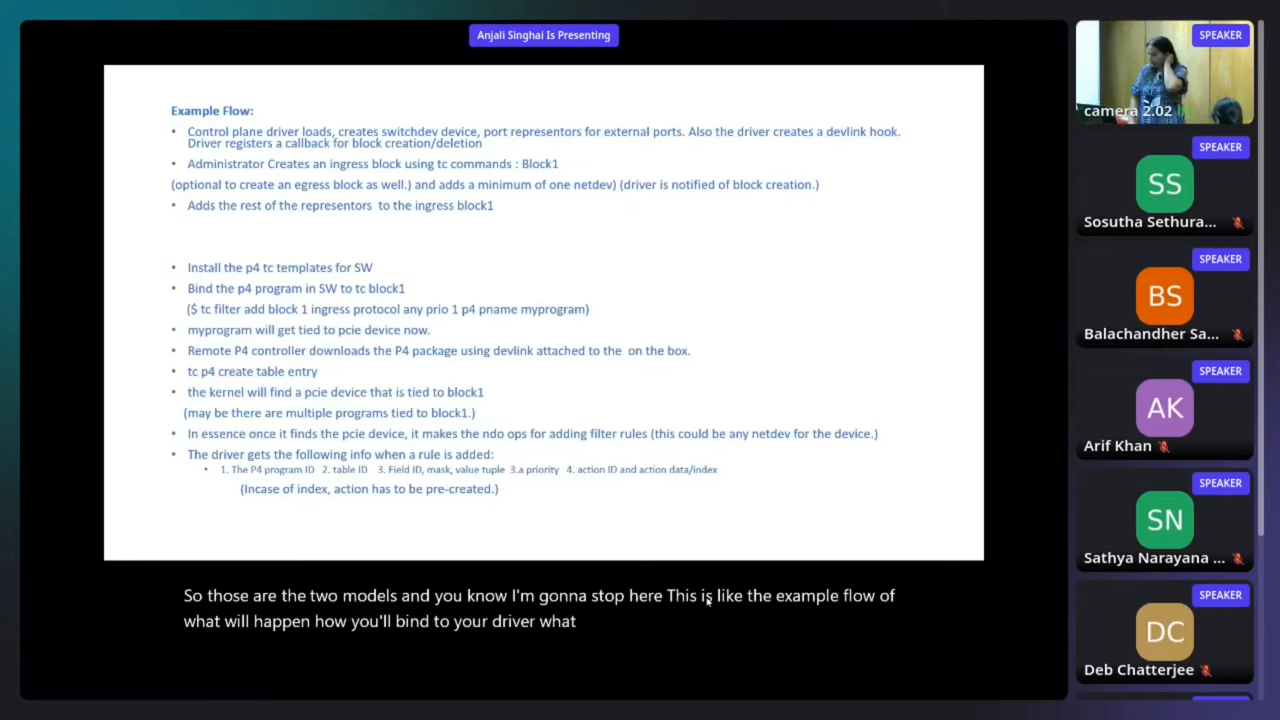 Anjali Singhai Is Presenting
Example Flow:
• Control plane driver loads, creates switchdev device, port representors for external ports. Also the driver creates a devlink hook.
Driver registers a callback for block creation/deletion
• Administrator Creates an ingress block using tc commands : Block1
(optional to create an egress block as well.) and adds a minimum of one netdev) (driver is notified of block creation.)
• Adds the rest of the representors to the ingress block1
• Install the p4 tc templates for SW
• Bind the p4 program in SW to tc block1
($ tc filter add block 1 ingress protocol any prio 1 p4 pname myprogram)
• myprogram will get tied to pcie device now.
• Remote P4 controller downloads the P4 package using devlink attached to the on the box.
• tc p4 create table entry
• the kernel will find a pcie device that is tied to block1
(may be there are multiple programs tied to block1.)
• In essence once it finds the pcie device, it makes the ndo ops for adding filter rules (this could be any netdev for the device.)
• The driver gets the following info when a rule is added:
• 1. The P4 program ID 2. table ID 3. Field ID, mask, value tuple 3.a priority 4. action ID and action data/index
(Incase of index, action has to be pre-created.)
So those are the two models and you know I'm gonna stop here This is like the example flow of
what will happen how you'll bind to your driver what
SPEAKER
camera 2.02
SPEAKER
SS
Sosutha Sethura...
SPEAKER
BS
Balachandher Sa...
SPEAKER
AK
Arif Khan
SPEAKER
SN
Sathya Narayana ...
SPEAKER
DC
Deb Chatterjee